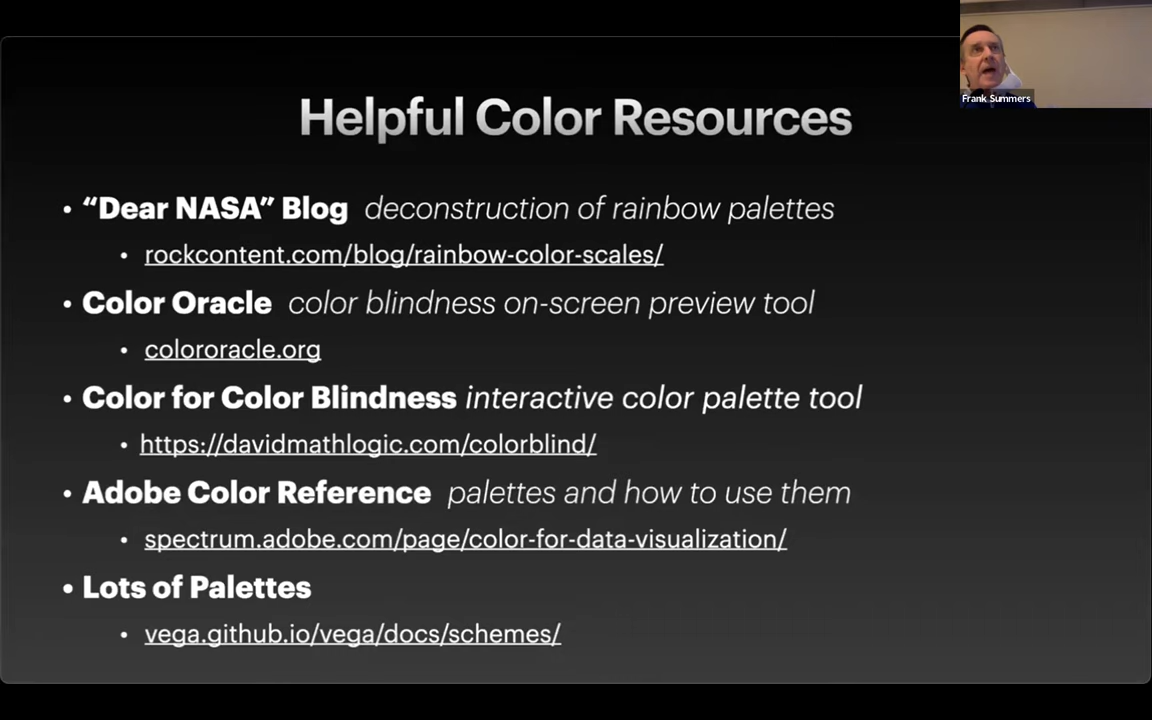 Helpful Color Resources
Frank Summers
• “Dear NASA” Blog deconstruction of rainbow palettes
• rockcontent.com/blog/rainbow-color-scales/
• Color Oracle color blindness on-screen preview tool
• colororacle.org
• Color for Color Blindness interactive color palette tool
• https://davidmathlogic.com/colorblind/
• Adobe Color Reference palettes and how to use them
• spectrum.adobe.com/page/color-for-data-visualization/
• Lots of Palettes
• vega.github.io/vega/docs/schemes/